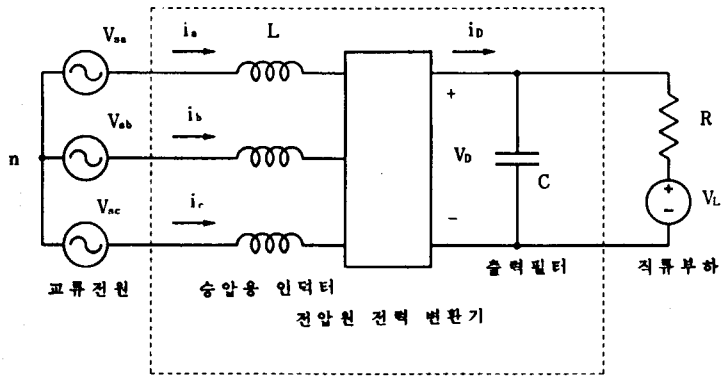 Vsa
ia
L
iD
+
Vsb
ib
n
VD
C
R
+
−
VL
Vsc
ic
−
교류전원
승압용 인덕터
출력필터
직류부하
전압원 전력 변환기